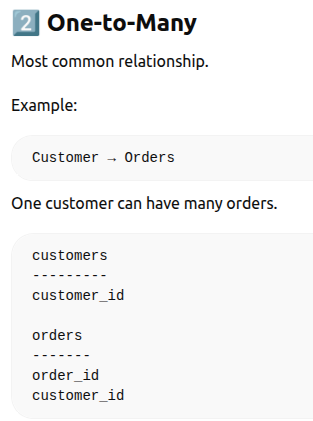 2️⃣ One-to-Many
Most common relationship.
Example:
Customer → Orders
One customer can have many orders.
customers
---------
customer_id
orders
-------
order_id
customer_id